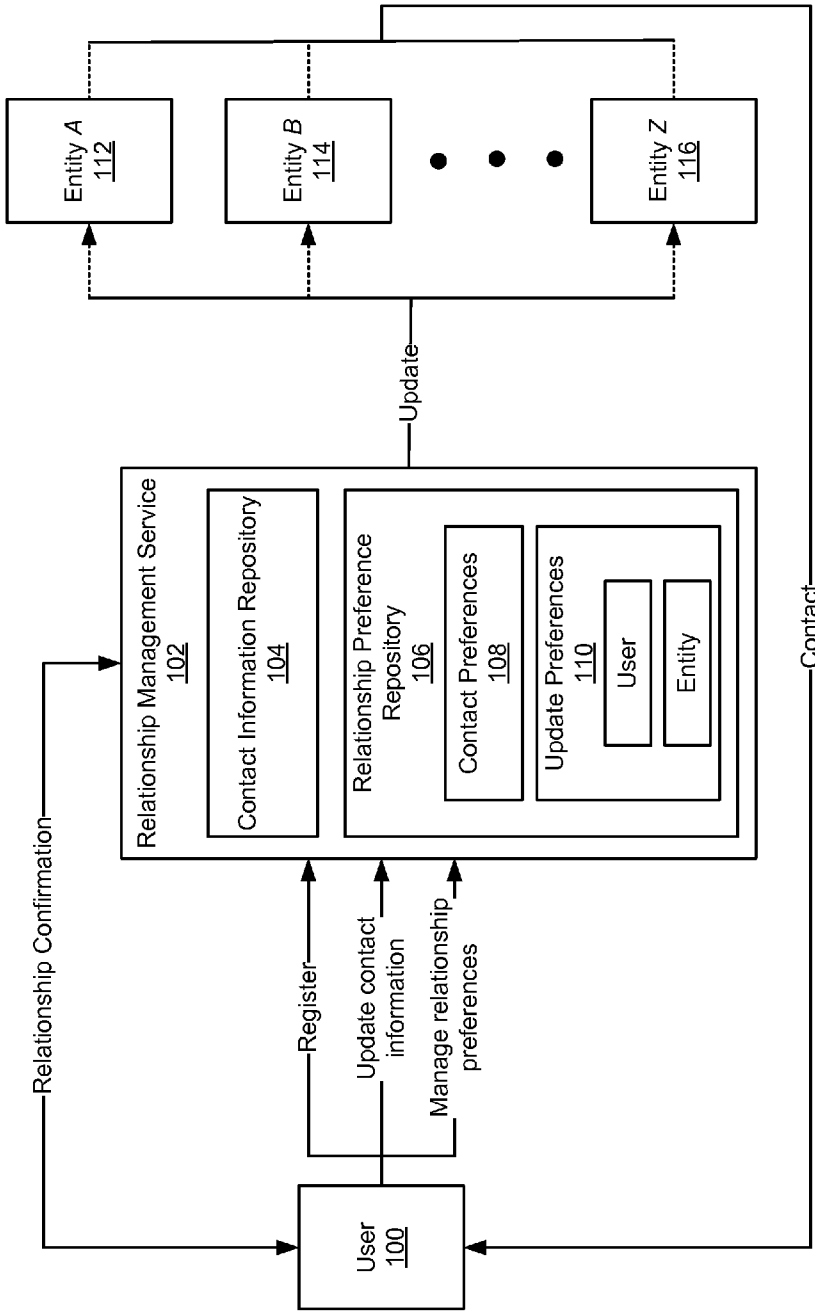 Relationship Confirmation
User
100
Register
Update contact
information
Manage relationship
preferences
Relationship Management Service
102
Contact Information Repository
104
Relationship Preference
Repository
106
Contact Preferences
108
Update Preferences
110
User
Entity
Update
Entity A
112
Entity B
114
Entity Z
116
Contact